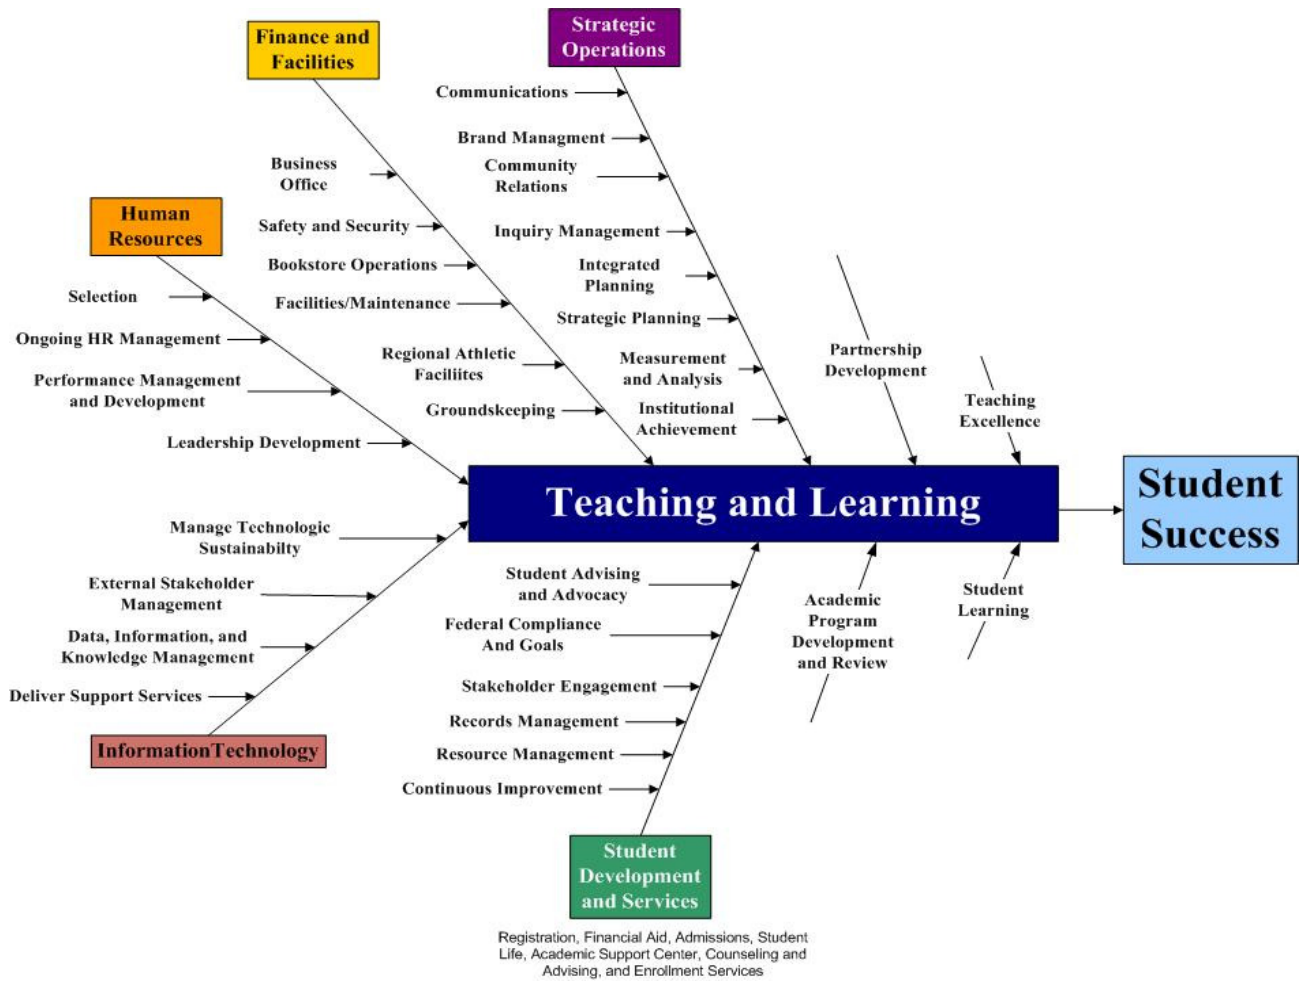 Finance and
Facilities
Strategic
Operations
Communications
Brand Managment
Community
Relations
Business
Office
Human
Resources
Safety and Security
Inquiry Management
Bookstore Operations
Integrated
Planning
Selection
Facilities/Maintenance
Strategic Planning
Ongoing HR Management
Regional Athletic
Faciliites
Measurement
and Analysis
Partnership
Development
Performance Management
and Development
Groundskeeping
Institutional
Achievement
Teaching
Excellence
Leadership Development
Teaching and Learning
Student
Success
Manage Technologic
Sustainabilty
External Stakeholder
Management
Data, Information, and
Knowledge Management
Deliver Support Services
InformationTechnology
Student Advising
and Advocacy
Federal Compliance
And Goals
Stakeholder Engagement
Records Management
Resource Management
Continuous Improvement
Academic
Program
Development
and Review
Student
Learning
Student
Development
and Services
Registration, Financial Aid, Admissions, Student
Life, Academic Support Center, Counseling and
Advising, and Enrollment Services